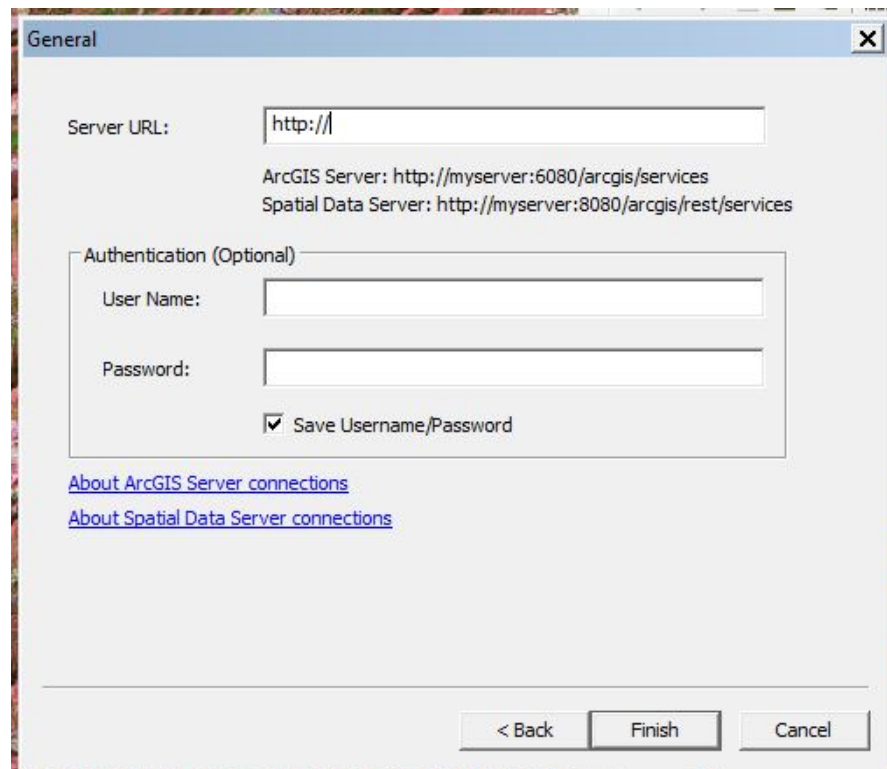 General
Server URL:
http://
ArcGIS Server: http://myserver:6080/arcgis/services
Spatial Data Server: http://myserver:8080/arcgis/rest/services
Authentication (Optional)
User Name:
Password:
Save Username/Password
About ArcGIS Server connections
About Spatial Data Server connections
< Back
Finish
Cancel